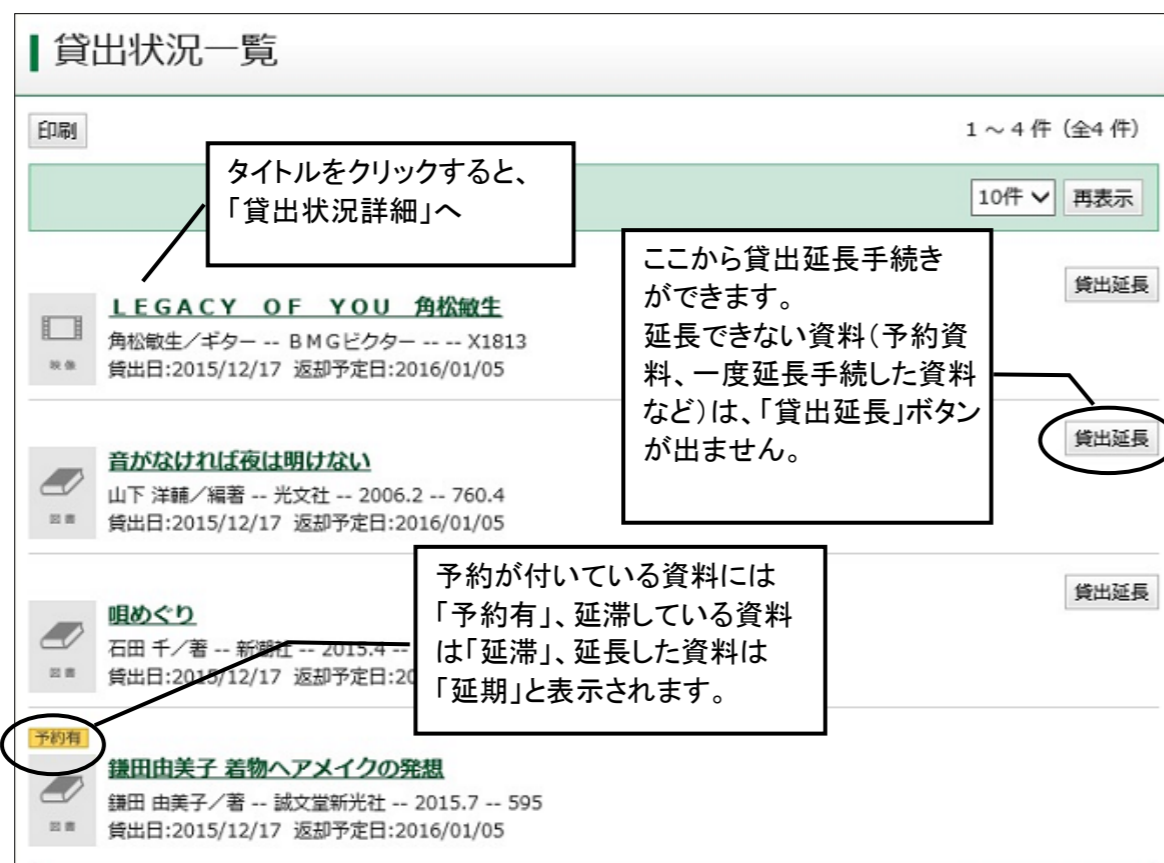 貸出状況一覧
印刷
1 ~ 4 件 (全4 件)
タイトルをクリックすると、
「貸出状況詳細」へ
10件
再表示
ここから貸出延長手続き
ができます。
延長できない資料(予約資
料、一度延長手続した資料
など)は、「貸出延長」ボタン
が出ません。
貸出延長
LEGACY OF YOU 角松敏生
角松敏生/ギター -- BMGビクター -- -- X1813
映像
貸出日:2015/12/17 返却予定日:2016/01/05
貸出延長
音がなければ夜は明けない
山下 洋輔/編著 -- 光文社 -- 2006.2 -- 760.4
図書
貸出日:2015/12/17 返却予定日:2016/01/05
予約が付いている資料には
「予約有」、延滞している資料
は「延滞」、延長した資料は
「延期」と表示されます。
貸出延長
唄めぐり
石田 千/著 -- 新潮社 -- 2015.4 --
図書
貸出日:2015/12/17 返却予定日:20
予約有
鎌田由美子 着物ヘアメイクの発想
鎌田 由美子/著 -- 誠文堂新光社 -- 2015.7 -- 595
図書
貸出日:2015/12/17 返却予定日:2016/01/05